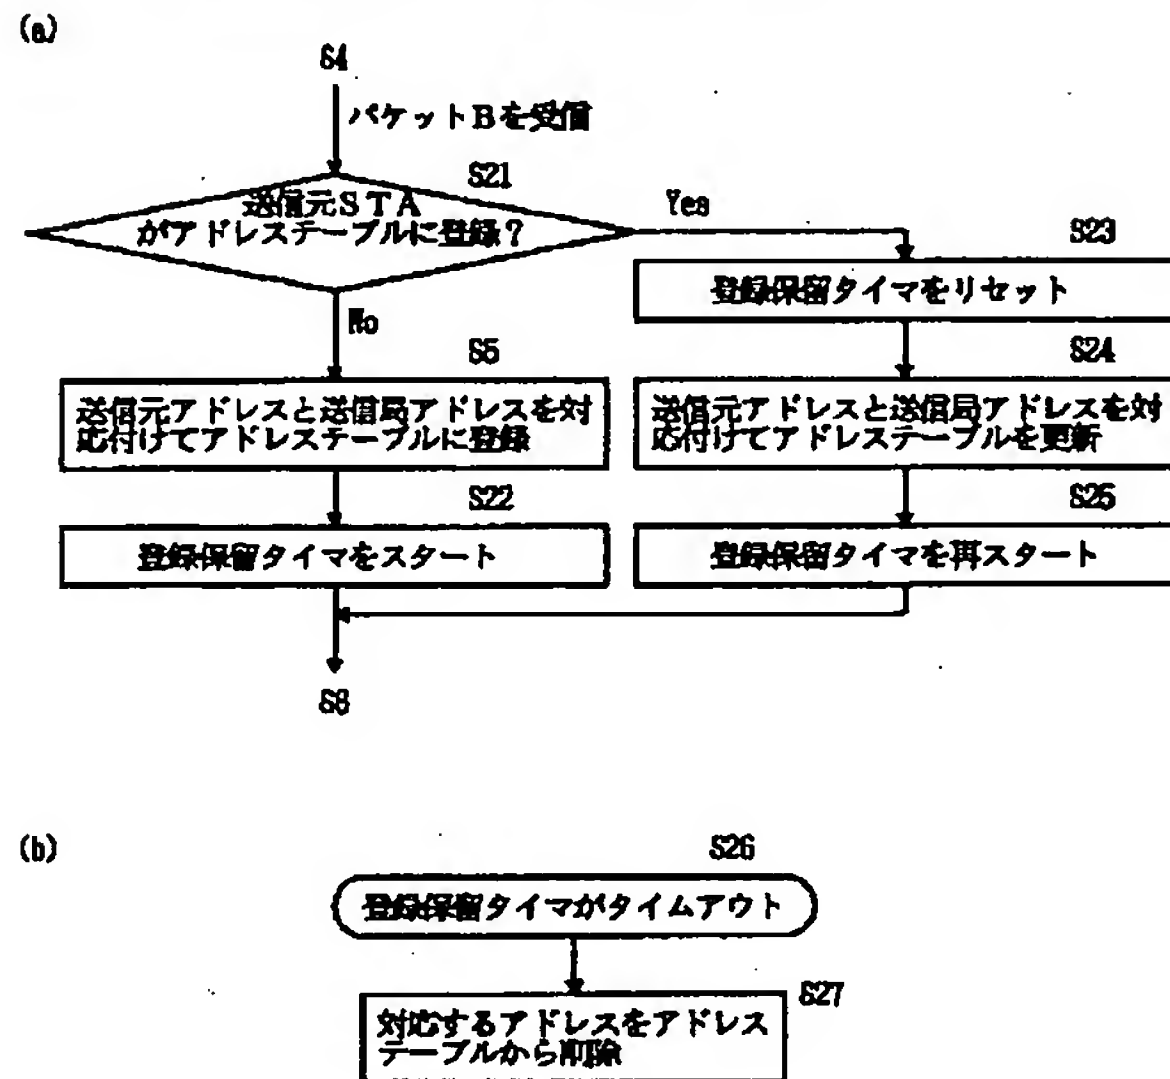 (a)
S4
パケットBを受信
S21
送信元STA
がアドレステーブルに登録?
Yes
S23
登録保留タイマをリセット
No
S5
S24
送信元アドレスと送信局アドレスを対
応付けてアドレステーブルに登録
送信元アドレスと送信局アドレスを対
応付けてアドレステーブルを更新
S22
S25
登録保留タイマをスタート
登録保留タイマを再スタート
S8
(b)
S26
登録保留タイマがタイムアウト
S27
対応するアドレスをアドレス
テーブルから削除